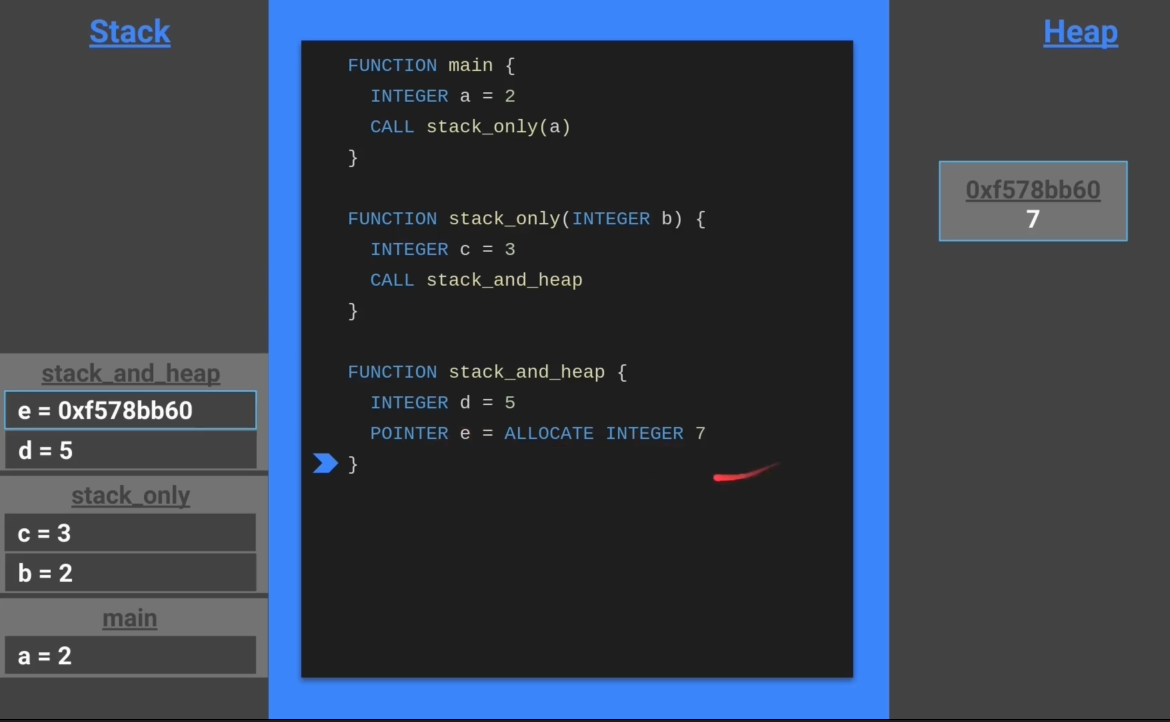 Stack
stack_and_heap
e = 0xf578bb60
d = 5
stack_only
c = 3
b = 2
main
a = 2
FUNCTION main {
INTEGER a = 2
CALL stack_only(a)
}
FUNCTION stack_only(INTEGER b) {
INTEGER c = 3
CALL stack_and_heap
}
FUNCTION stack_and_heap {
INTEGER d = 5
POINTER e = ALLOCATE INTEGER 7
}
Heap
0xf578bb60
7